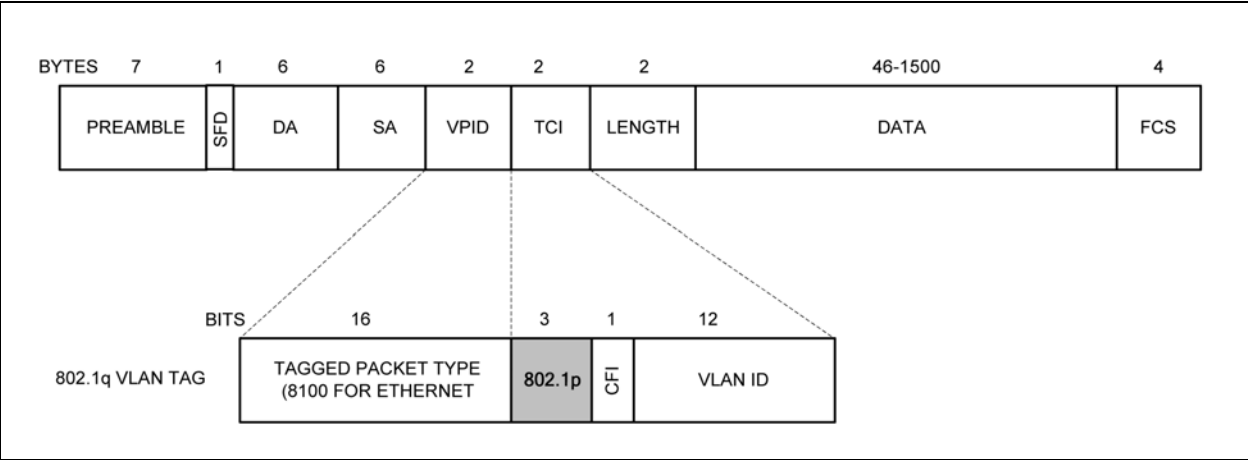 BYTES 7 1 6 6 2 2 2 46-1500 4
PREAMBLE SFD DA SA VPID TCI LENGTH DATA FCS
BITS 16 3 1 12
802.1q VLAN TAG TAGGED PACKET TYPE
(8100 FOR ETHERNET 802.1p CFI VLAN ID